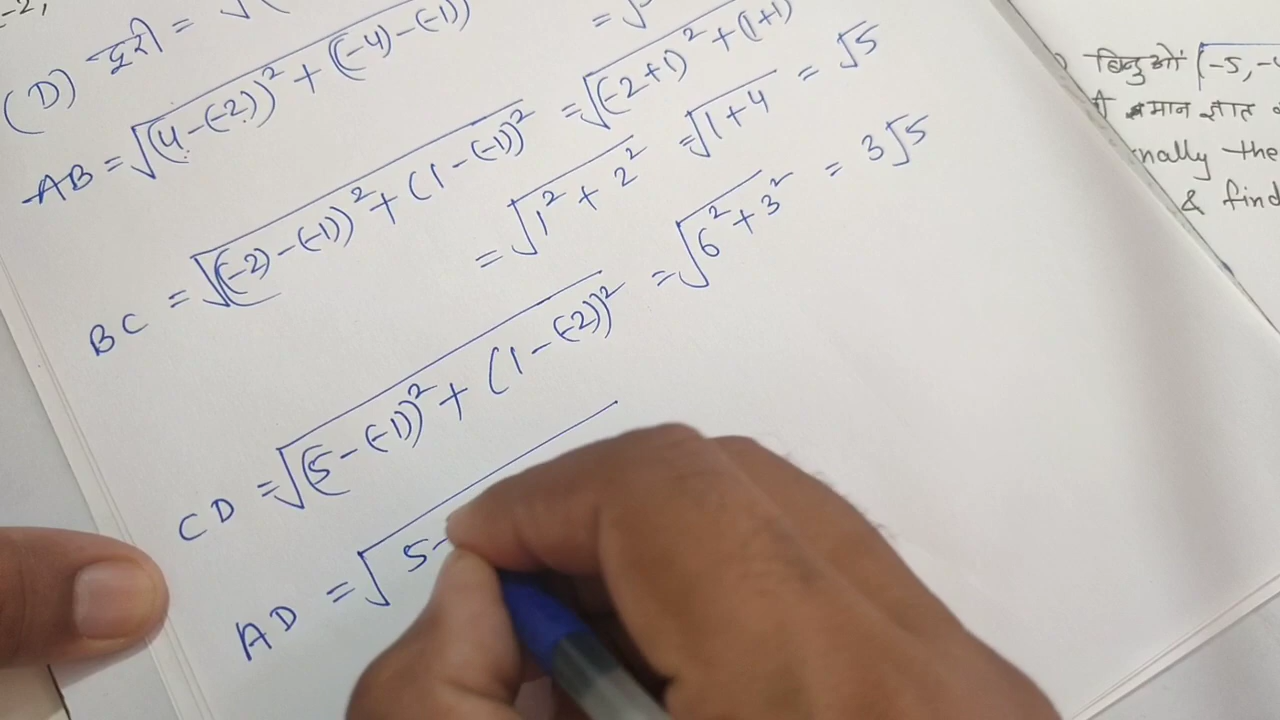 -2,
(D) दूरी = √(
AB = √(4-(-2))² + (-4)-(-1))
= √
BC = √(-2)-(-1))² + (1-(-1))² = √(-2+1)² + (1+1)
= √1² + 2² = √1+4 = √5
CD = √(5-(-1))² + (1-(-2))² = √6² + 3² = 3√5
AD = √5-
बिन्दुओं (-5,-4
मान ज्ञात
nally the
& find